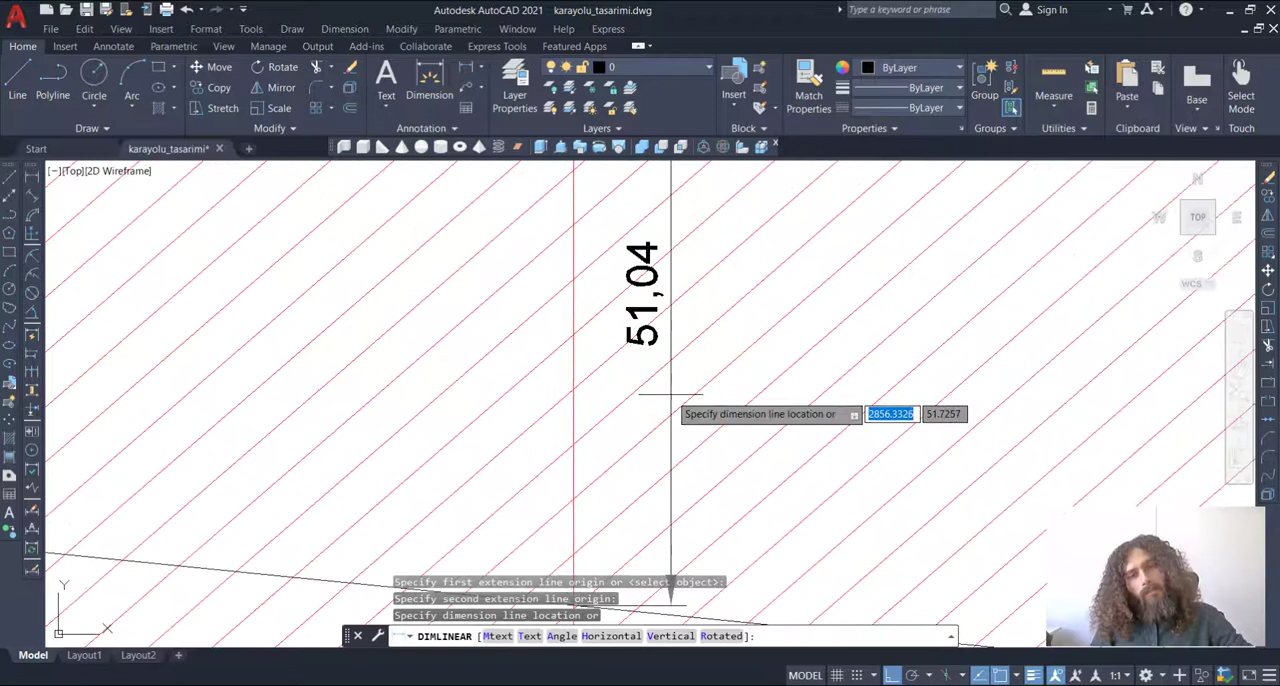 Autodesk AutoCAD 2021 karayolu_tasarimi.dwg
Type a keyword or phrase
Sign In
File Edit View Insert Format Tools Draw Dimension Modify Parametric Window Help Express
Home Insert Annotate Parametric View Manage Output Add-ins Collaborate Express Tools Featured Apps
Line Polyline Circle Arc
Move Rotate
Copy Mirror
Stretch Scale
Text Dimension
Layer Properties
0
Insert
Match Properties
ByLayer
ByLayer
ByLayer
Group
Measure
Paste
Base
Select Mode
Draw Modify Annotation Layers Block Properties Groups Utilities Clipboard View Touch
Start karayolu_tasarimi*
[−][Top][2D Wireframe]
N
W TOP E
S
WCS
51,04
Specify dimension line location or 2856.3326 51.7257
Specify first extension line origin or <select object>:
Specify second extension line origin:
Specify dimension line location or
Y
X
DIMLINEAR [Mtext Text Angle Horizontal Vertical Rotated]:
Model Layout1 Layout2
MODEL 1:1